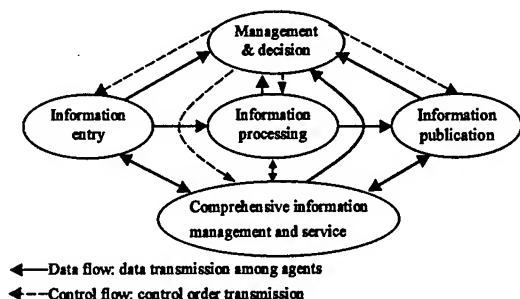 Management
& decision
Information
entry
Information
processing
Information
publication
Comprehensive information
management and service
Data flow: data transmission among agents
Control flow: control order transmission